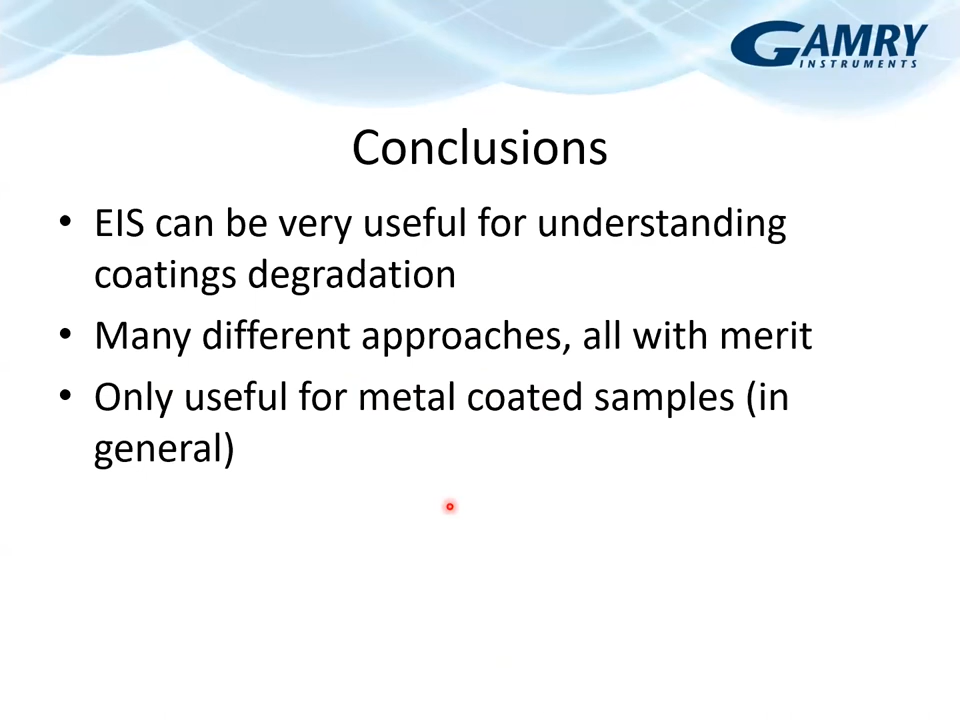 GAMRY
INSTRUMENTS
Conclusions
• EIS can be very useful for understanding
coatings degradation
• Many different approaches, all with merit
• Only useful for metal coated samples (in
general)